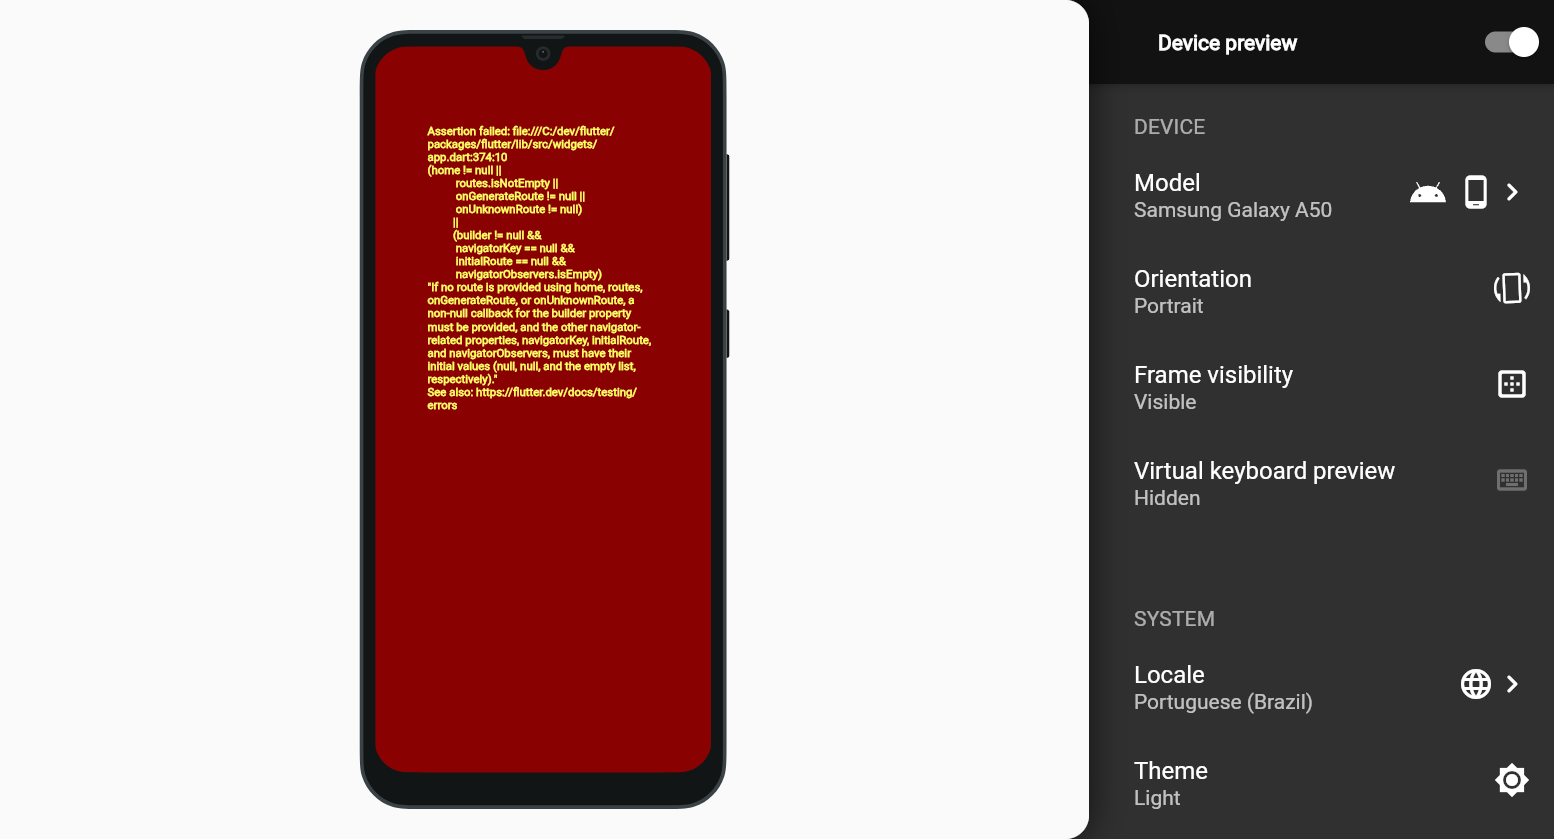 Assertion failed: file:///C:/dev/flutter/
packages/flutter/lib/src/widgets/
app.dart:374:10
(home != null ||
routes.isNotEmpty ||
onGenerateRoute != null ||
onUnknownRoute != null)
||
(builder != null &&
navigatorKey == null &&
initialRoute == null &&
navigatorObservers.isEmpty)
"If no route is provided using home, routes,
onGenerateRoute, or onUnknownRoute, a
non-null callback for the builder property
must be provided, and the other navigator-
related properties, navigatorKey, initialRoute,
and navigatorObservers, must have their
initial values (null, null, and the empty list,
respectively)."
See also: https://flutter.dev/docs/testing/
errors
Device preview
DEVICE
Model
Samsung Galaxy A50
Orientation
Portrait
Frame visibility
Visible
Virtual keyboard preview
Hidden
SYSTEM
Locale
Portuguese (Brazil)
Theme
Light